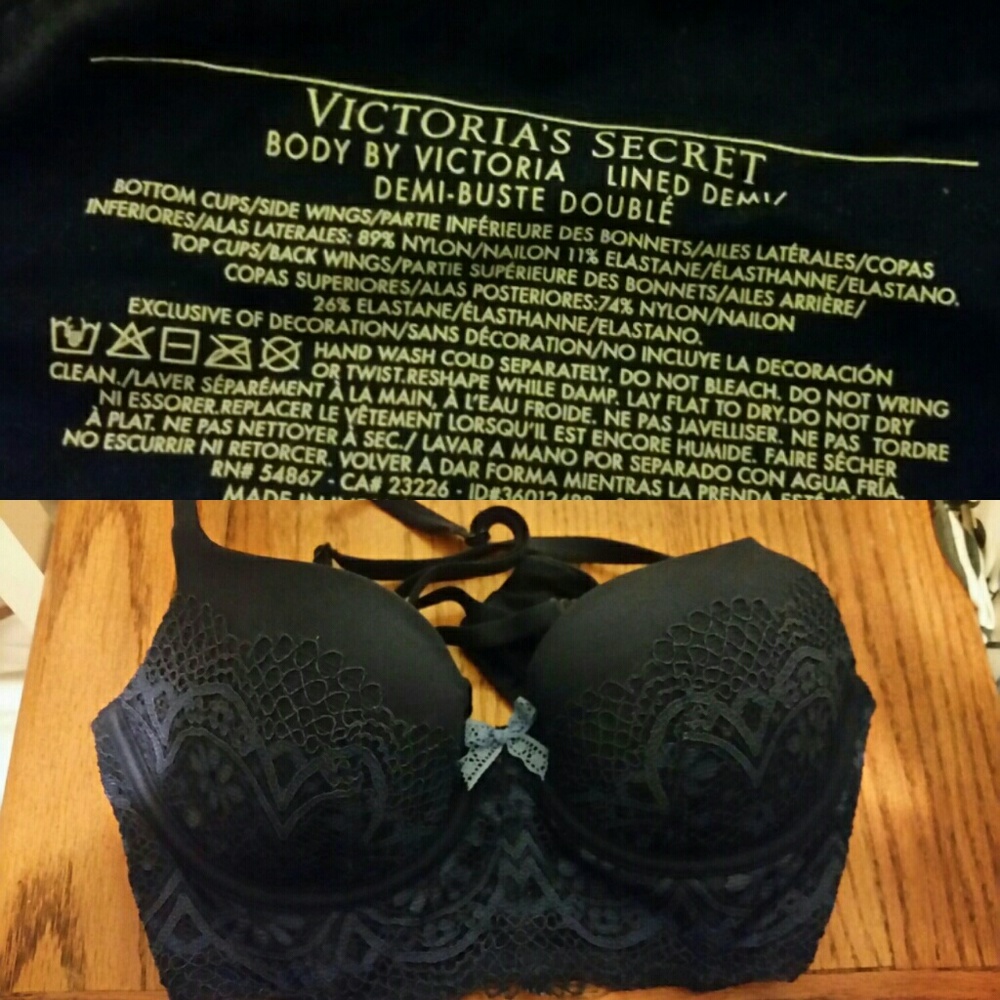 VICTORIA'S SECRET
BODY BY VICTORIA LINED DEMI/
DEMI-BUSTE DOUBLÉ
BOTTOM CUPS/SIDE WINGS/PARTIE INFÉRIEURE DES BONNETS/AILES LATÉRALES/COPAS
INFERIORES/ALAS LATERALES: 89% NYLON/NAILON 11% ELASTANE/ÉLASTHANNE/ELASTANO.
TOP CUPS/BACK WINGS/PARTIE SUPÉRIEURE DES BONNETS/AILES ARRIÈRE/
COPAS SUPERIORES/ALAS POSTERIORES:74% NYLON/NAILON
26% ELASTANE/ÉLASTHANNE/ELASTANO.
EXCLUSIVE OF DECORATION/SANS DÉCORATION/NO INCLUYE LA DECORACIÓN
HAND WASH COLD SEPARATELY. DO NOT BLEACH. DO NOT WRING
OR TWIST.RESHAPE WHILE DAMP. LAY FLAT TO DRY.DO NOT DRY
CLEAN./LAVER SÉPARÉMENT À LA MAIN, À L'EAU FROIDE. NE PAS JAVELLISER. NE PAS TORDRE
NI ESSORER.REPLACER LE VÊTEMENT LORSQU'IL EST ENCORE HUMIDE. FAIRE SÉCHER
À PLAT. NE PAS NETTOYER À SEC./ LAVAR A MANO POR SEPARADO CON AGUA FRÍA.
NO ESCURRIR NI RETORCER. VOLVER A DAR FORMA MIENTRAS LA PRENDA ESTÉ
RN# 54867 - CA# 23226 -
MADE IN